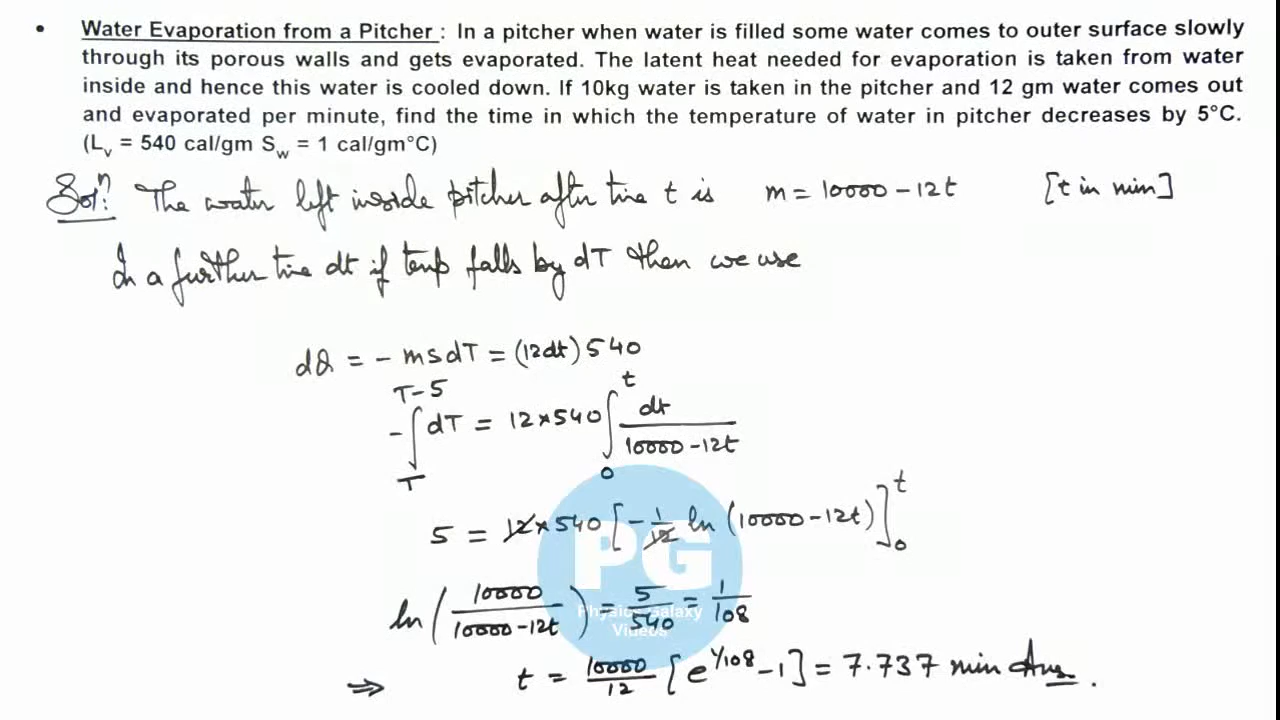 • Water Evaporation from a Pitcher : In a pitcher when water is filled some water comes to outer surface slowly
through its porous walls and gets evaporated. The latent heat needed for evaporation is taken from water
inside and hence this water is cooled down. If 10kg water is taken in the pitcher and 12 gm water comes out
and evaporated per minute, find the time in which the temperature of water in pitcher decreases by 5°C.
(Lᵥ = 540 cal/gm S_w = 1 cal/gm°C)
Solⁿ: The water left inside pitcher after time t is m = 10000 - 12t [t in min]
In a further time dt if temp falls by dT then we use
dQ = - msdT = (12dt) 540
-∫_T^{T-5} dT = 12×540 ∫_0^t dt/(10000-12t)
5 = 12×540 [-1/12 ln (10000-12t)]_0^t
ln (10000/(10000-12t)) = 5/540 = 1/108
⇒ t = 10000/12 [e^{1/108} -1] = 7.737 min Ans.
PG
Physics Galaxy
Videos